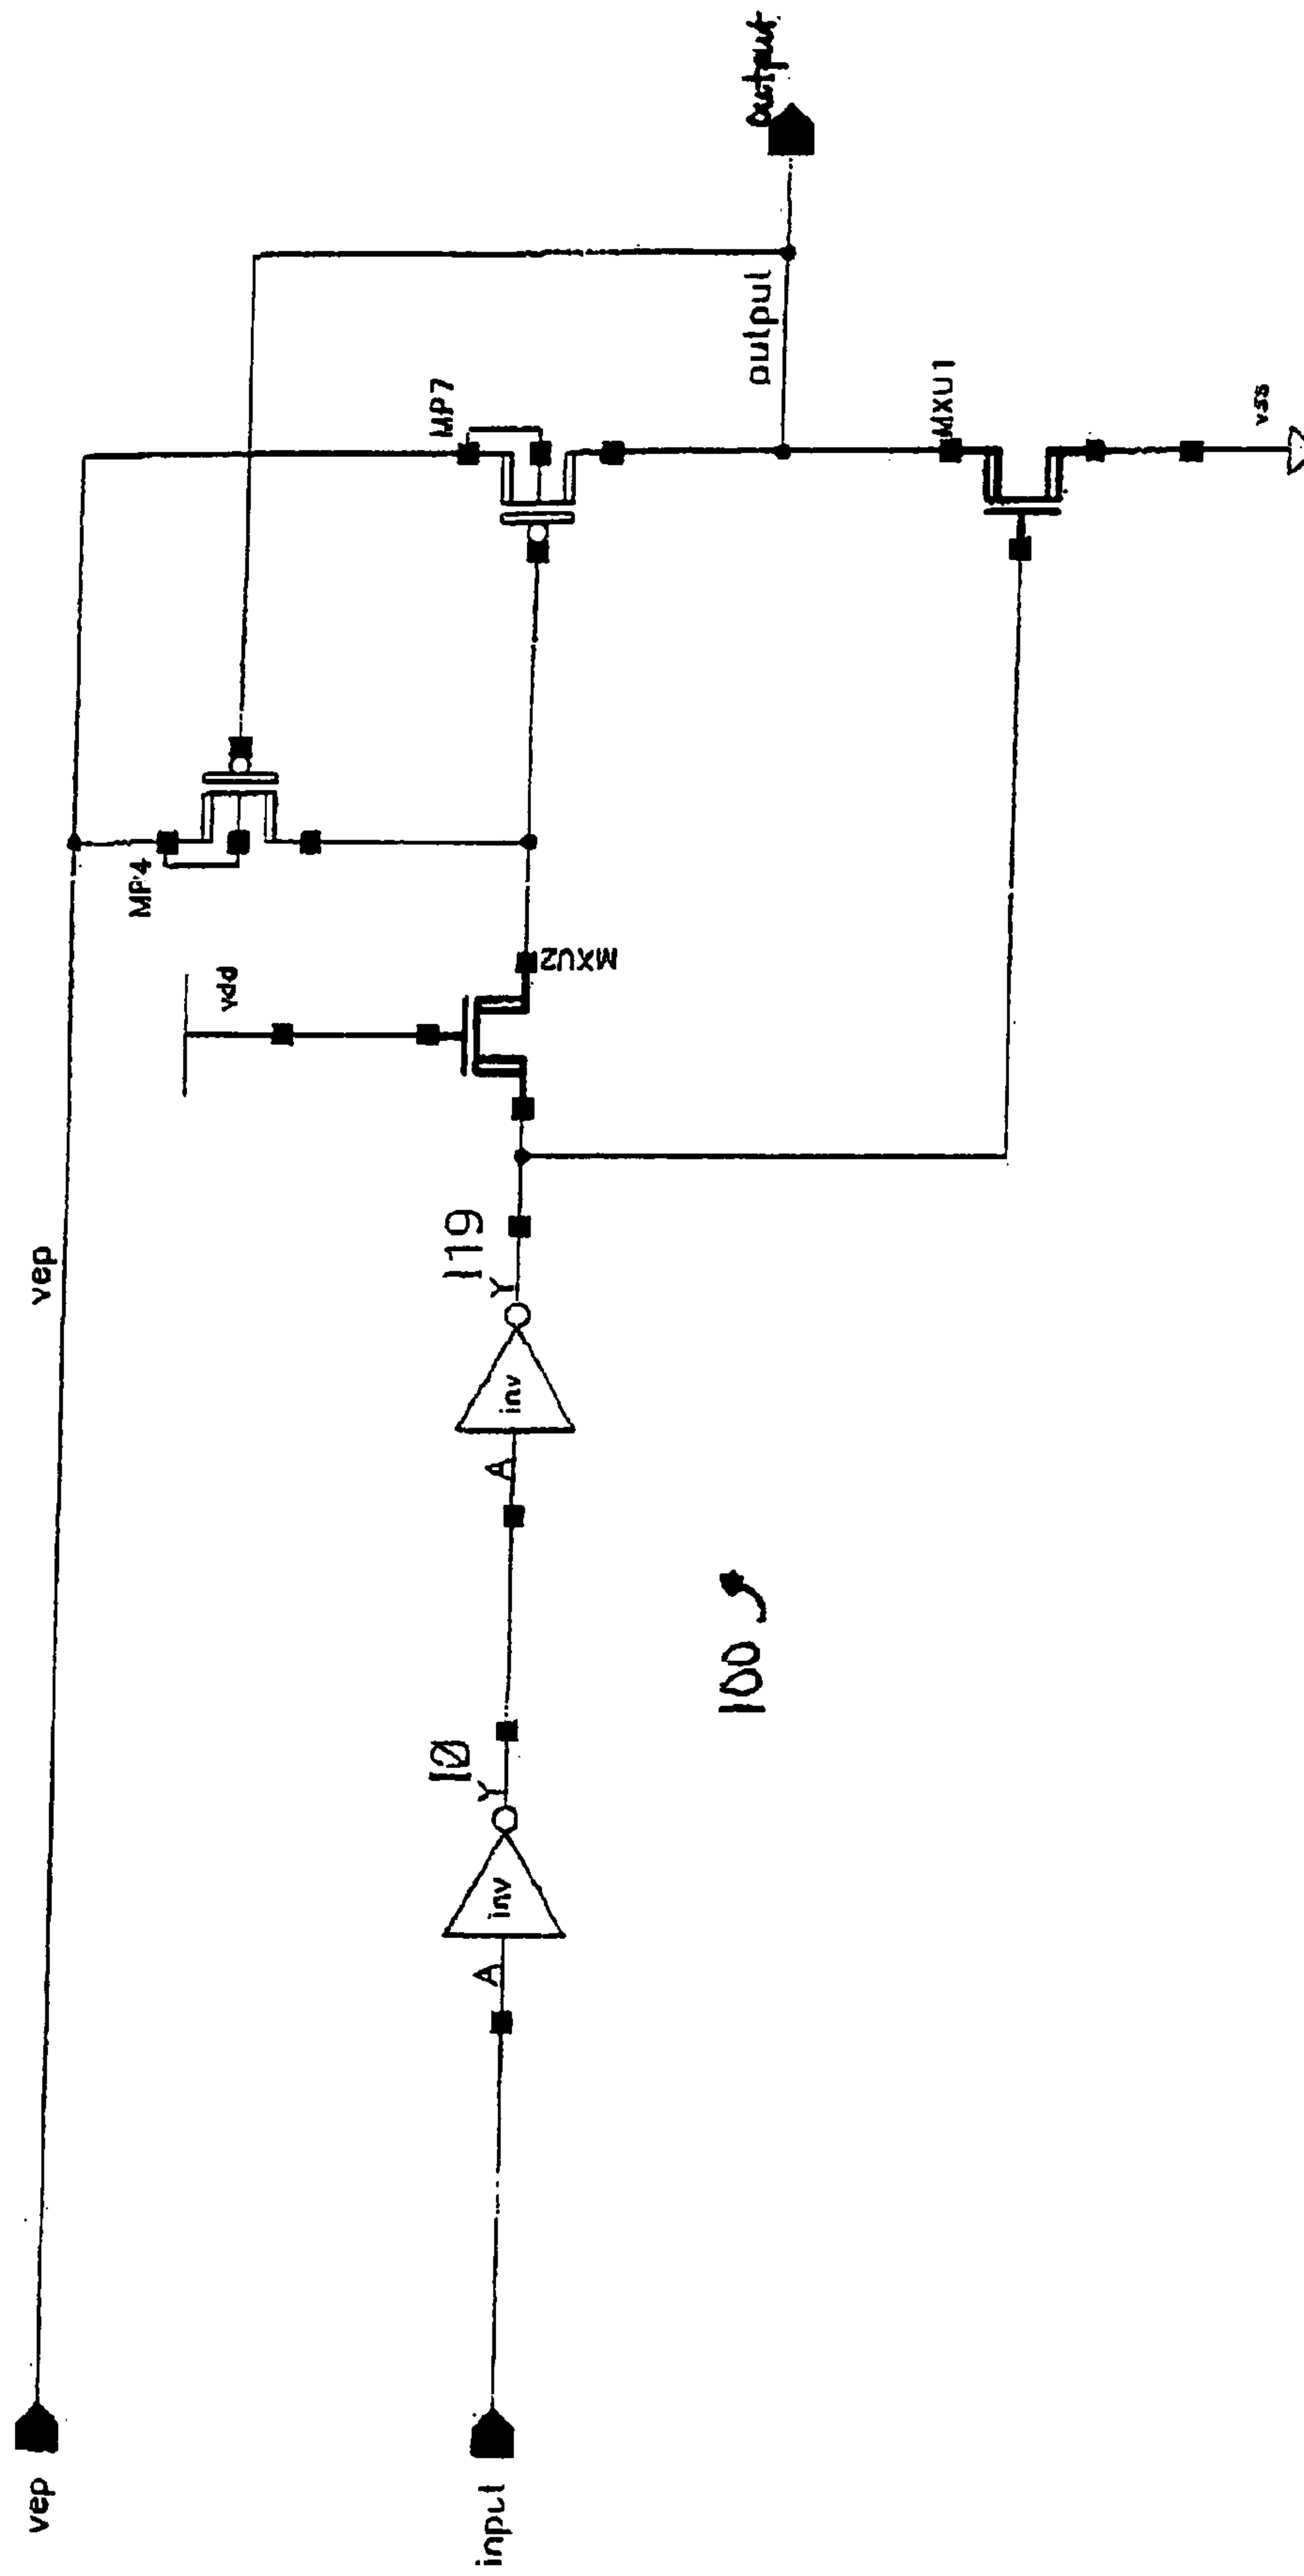 vep
vep
input
A
inv
Y
I0
A
inv
Y
I19
vdd
MXU2
MP4
MP7
output
output
MXU1
vss
100